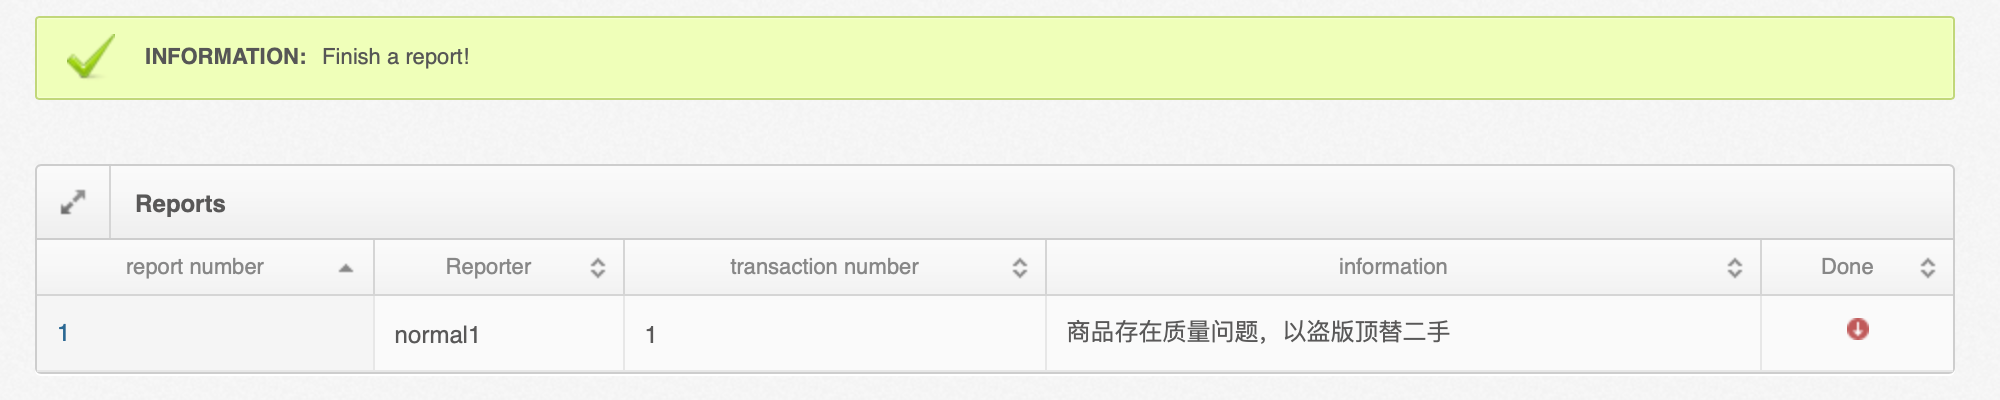 INFORMATION: Finish a report!
Reports
report number Reporter transaction number information Done
1 normal1 1 商品存在质量问题，以盗版顶替二手